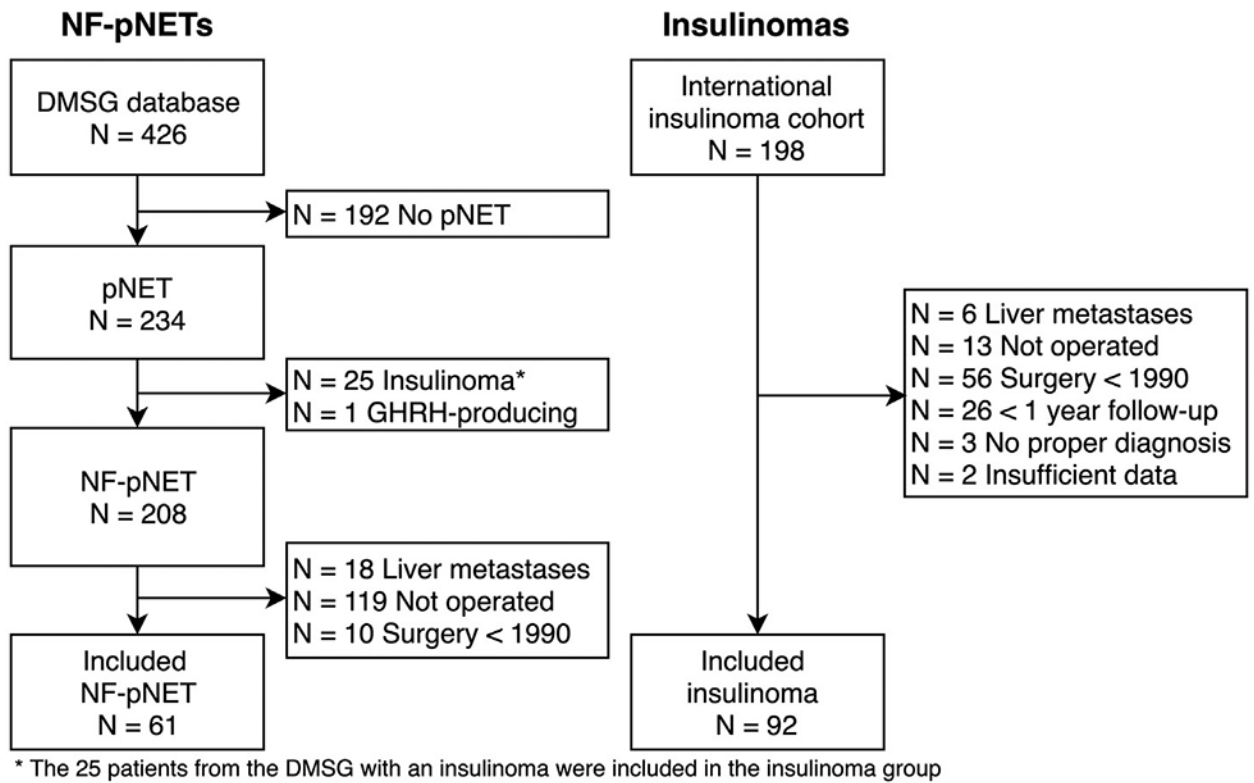 NF-pNETs
DMSG database
N = 426
N = 192 No pNET
pNET
N = 234
N = 25 Insulinoma*
N = 1 GHRH-producing
NF-pNET
N = 208
N = 18 Liver metastases
N = 119 Not operated
N = 10 Surgery < 1990
Included
NF-pNET
N = 61
Insulinomas
International
insulinoma cohort
N = 198
N = 6 Liver metastases
N = 13 Not operated
N = 56 Surgery < 1990
N = 26 < 1 year follow-up
N = 3 No proper diagnosis
N = 2 Insufficient data
Included
insulinoma
N = 92
* The 25 patients from the DMSG with an insulinoma were included in the insulinoma group